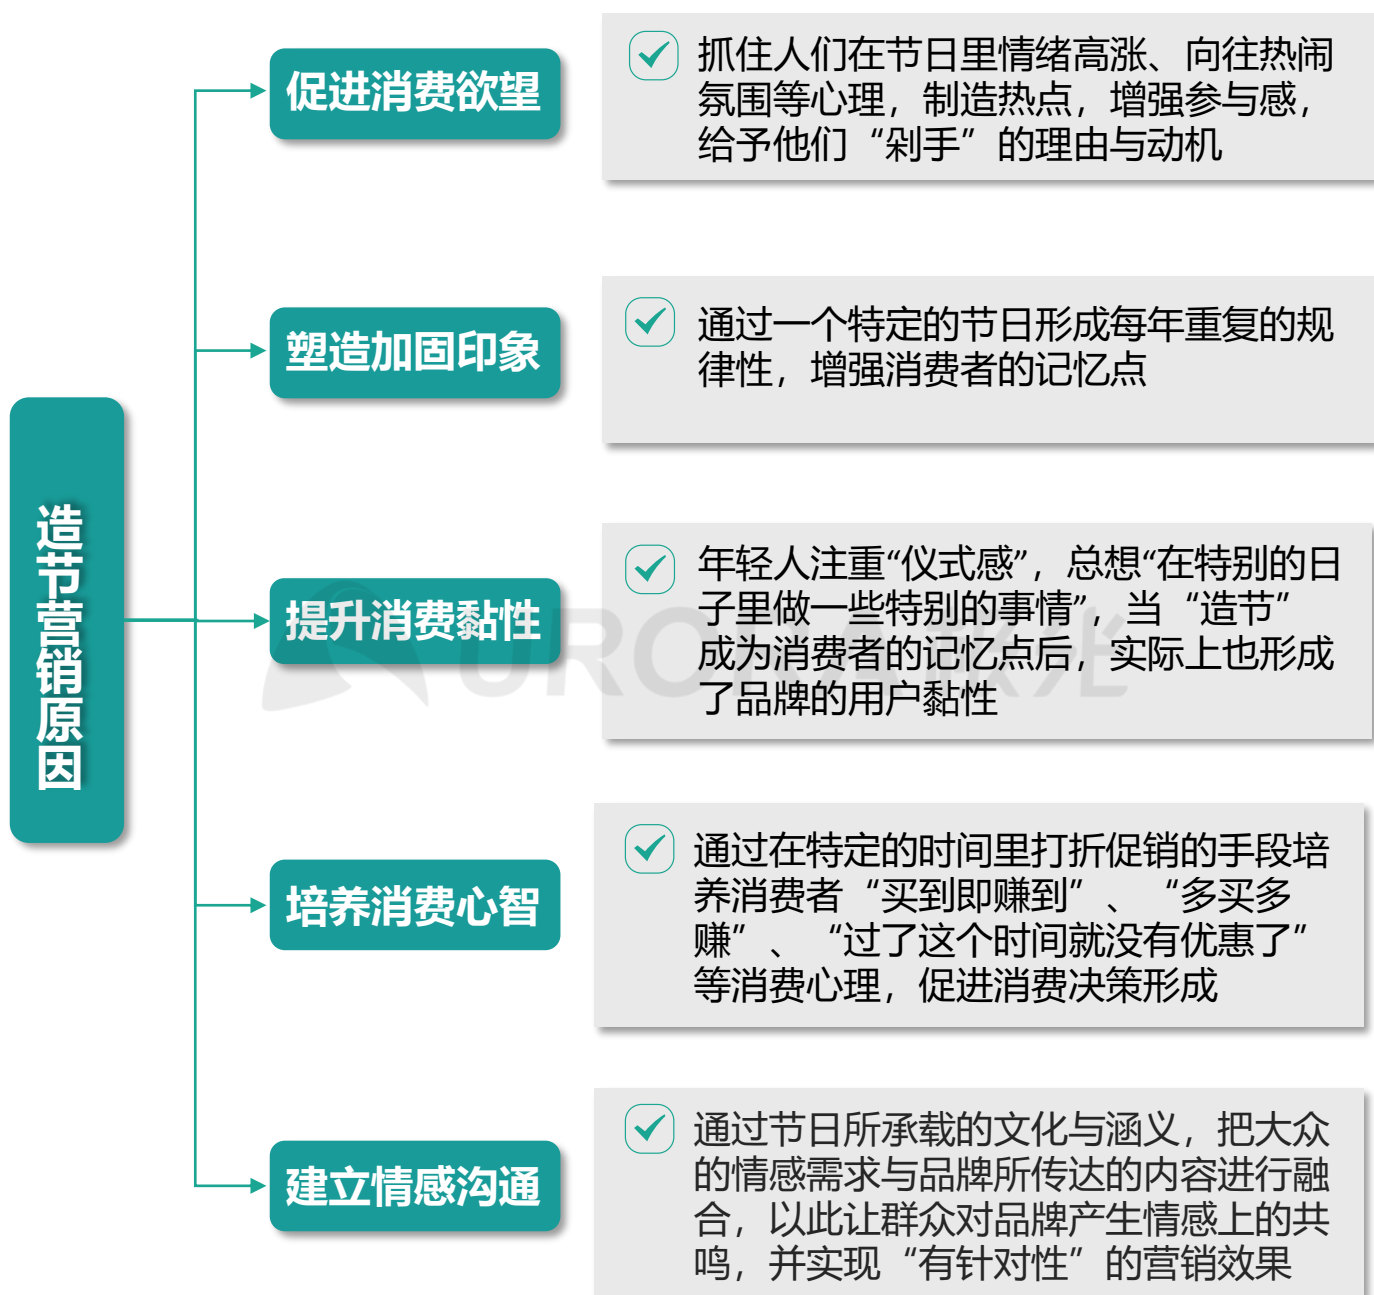 造节营销原因
促进消费欲望
抓住人们在节日里情绪高涨、向往热闹
氛围等心理，制造热点，增强参与感，
给予他们“剁手”的理由与动机
塑造加固印象
通过一个特定的节日形成每年重复的规
律性，增强消费者的记忆点
提升消费黏性
年轻人注重“仪式感”，总想“在特别的日
子里做一些特别的事情”，当“造节”
成为消费者的记忆点后，实际上也形成
了品牌的用户黏性
培养消费心智
通过在特定的时间里打折促销的手段培
养消费者“买到即赚到”、“多买多
赚”、“过了这个时间就没有优惠了”
等消费心理，促进消费决策形成
建立情感沟通
通过节日所承载的文化与涵义，把大众
的情感需求与品牌所传达的内容进行融
合，以此让群众对品牌产生情感上的共
鸣，并实现“有针对性”的营销效果
URORA极光